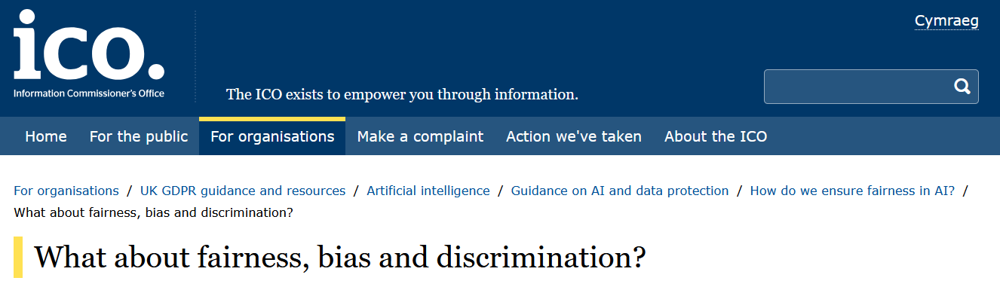 ico.
Information Commissioner's Office
The ICO exists to empower you through information.
Cymraeg
Home For the public For organisations Make a complaint Action we've taken About the ICO
For organisations / UK GDPR guidance and resources / Artificial intelligence / Guidance on AI and data protection / How do we ensure fairness in AI? /
What about fairness, bias and discrimination?
What about fairness, bias and discrimination?